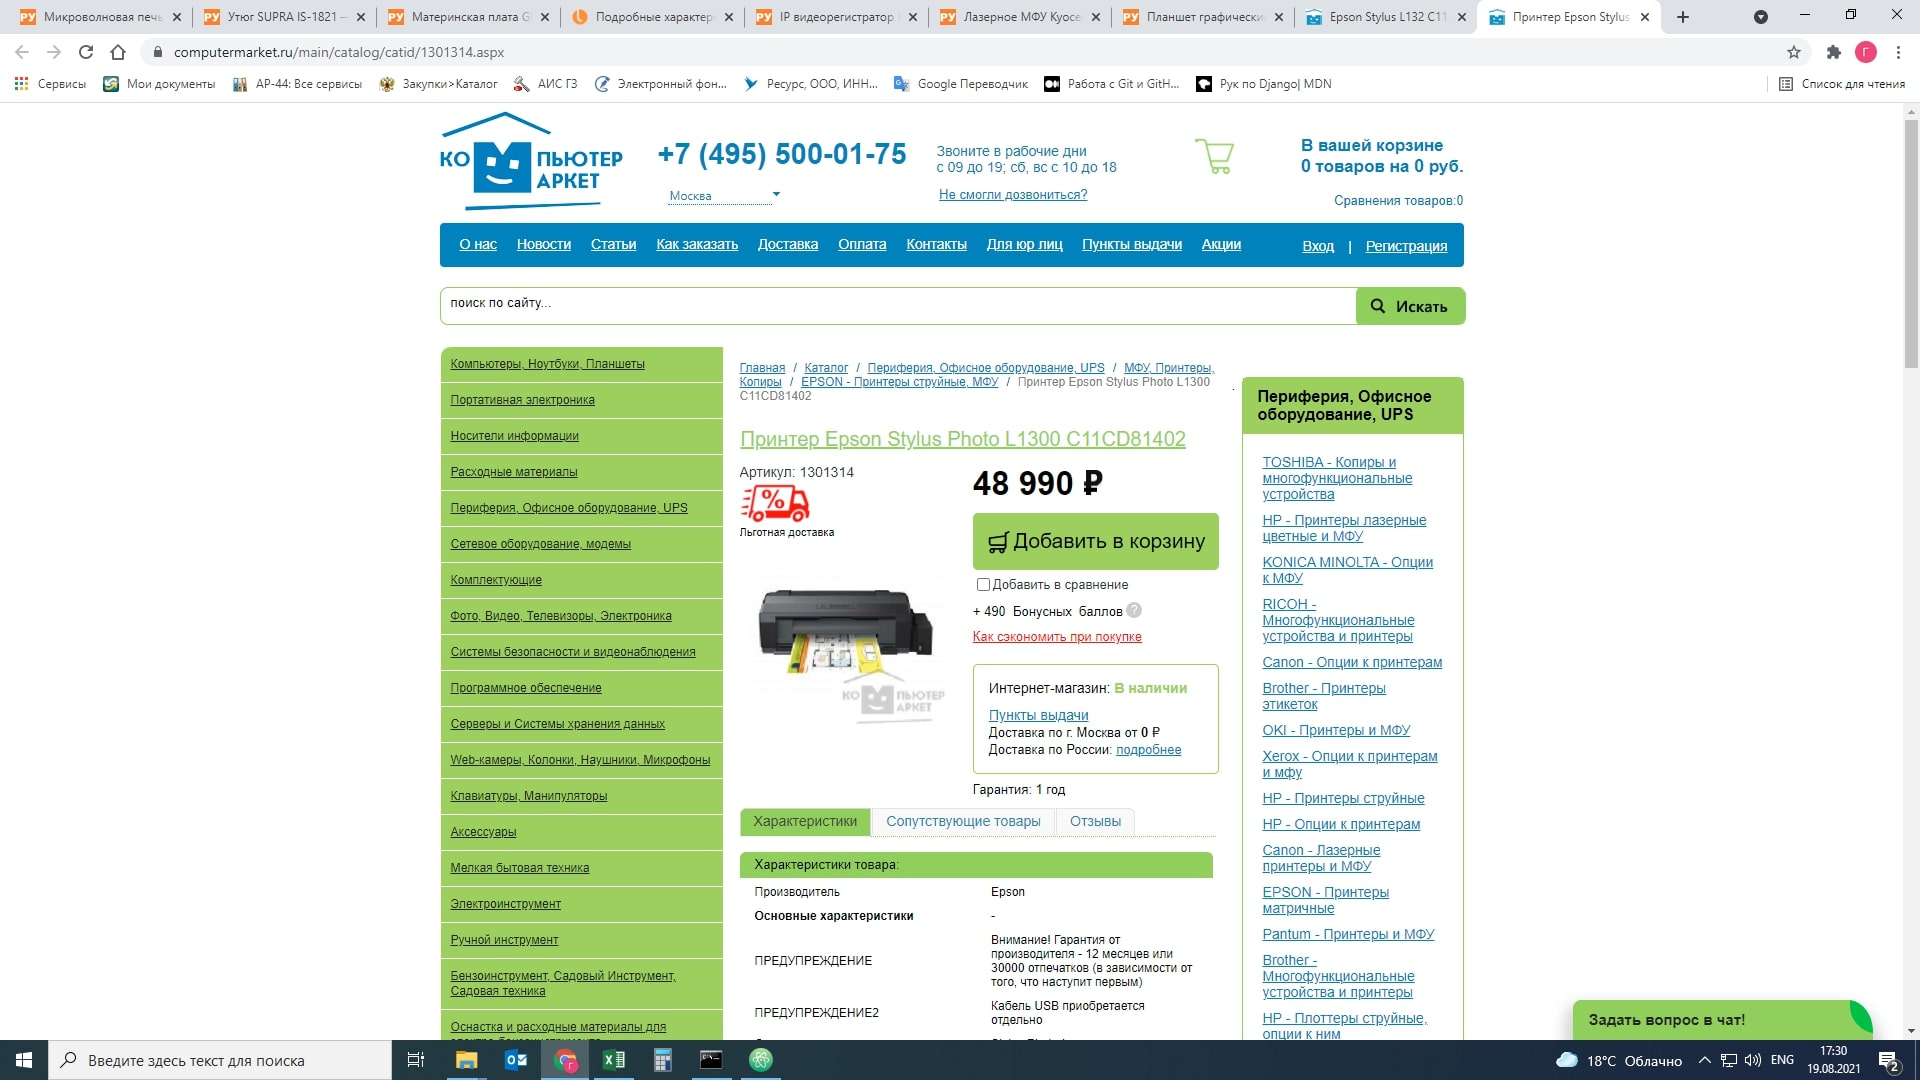 Микроволновая печь
Утюг SUPRA IS-1821 –
Материнская плата G
Подробные характер
IP видеорегистратор
Лазерное МФУ Kyoce
Планшет графически
Epson Stylus L132 C11
Принтер Epson Stylus
computermarket.ru/main/catalog/catid/1301314.aspx
Г
Сервисы
Мои документы
АР-44: Все сервисы
Закупки>Каталог
АИС ГЗ
Электронный фон...
Ресурс, ООО, ИНН...
Google Переводчик
Работа с Git и GitH...
Рук по Django| MDN
Список для чтения
КОМПЬЮТЕР
МАРКЕТ
+7 (495) 500-01-75
Москва
Звоните в рабочие дни
с 09 до 19; сб, вс с 10 до 18
Не смогли дозвониться?
В вашей корзине
0 товаров на 0 руб.
Сравнения товаров:0
О нас Новости Статьи Как заказать Доставка Оплата Контакты Для юр лиц Пункты выдачи Акции Вход | Регистрация
поиск по сайту...
Искать
Компьютеры, Ноутбуки, Планшеты
Портативная электроника
Носители информации
Расходные материалы
Периферия, Офисное оборудование, UPS
Сетевое оборудование, модемы
Комплектующие
Фото, Видео, Телевизоры, Электроника
Системы безопасности и видеонаблюдения
Программное обеспечение
Серверы и Системы хранения данных
Web-камеры, Колонки, Наушники, Микрофоны
Клавиатуры, Манипуляторы
Аксессуары
Мелкая бытовая техника
Электроинструмент
Ручной инструмент
Бензоинструмент, Садовый Инструмент,
Садовая техника
Оснастка и расходные материалы для
Главная / Каталог / Периферия, Офисное оборудование, UPS / МФУ, Принтеры,
Копиры / EPSON - Принтеры струйные, МФУ / Принтер Epson Stylus Photo L1300
C11CD81402
Принтер Epson Stylus Photo L1300 C11CD81402
Артикул: 1301314
%
Льготная доставка
КОМПЬЮТЕР
МАРКЕТ
48 990 ₽
Добавить в корзину
Добавить в сравнение
+ 490 Бонусных баллов ?
Как сэкономить при покупке
Интернет-магазин: В наличии
Пункты выдачи
Доставка по г. Москва от 0 ₽
Доставка по России: подробнее
Гарантия: 1 год
Характеристики
Сопутствующие товары
Отзывы
Характеристики товара:
Производитель Epson
Основные характеристики -
ПРЕДУПРЕЖДЕНИЕ
Внимание! Гарантия от
производителя - 12 месяцев или
30000 отпечатков (в зависимости от
того, что наступит первым)
ПРЕДУПРЕЖДЕНИЕ2
Кабель USB приобретается
отдельно
Периферия, Офисное
оборудование, UPS
TOSHIBA - Копиры и
многофункциональные
устройства
HP - Принтеры лазерные
цветные и МФУ
KONICA MINOLTA - Опции
к МФУ
RICOH -
Многофункциональные
устройства и принтеры
Canon - Опции к принтерам
Brother - Принтеры
этикеток
OKI - Принтеры и МФУ
Xerox - Опции к принтерам
и мфу
HP - Принтеры струйные
HP - Опции к принтерам
Canon - Лазерные
принтеры и МФУ
EPSON - Принтеры
матричные
Pantum - Принтеры и МФУ
Brother -
Многофункциональные
устройства и принтеры
HP - Плоттеры струйные,
опции к ним
Задать вопрос в чат!
Введите здесь текст для поиска
18°C Облачно
ENG
17:30
19.08.2021
2